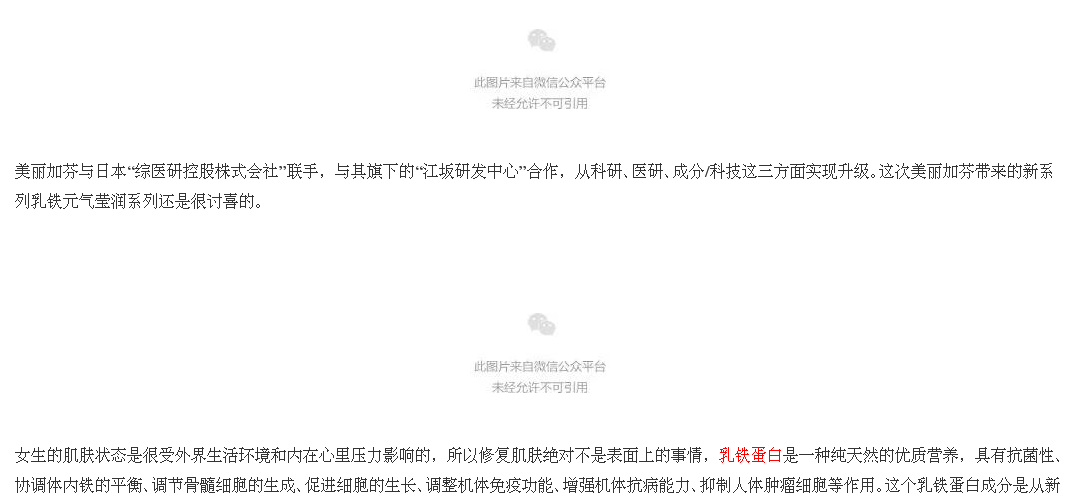 此图片来自微信公众平台
未经允许不可引用
美丽加芬与日本“综医研控股株式会社”联手，与其旗下的“江坂研发中心”合作，从科研、医研、成分/科技这三方面实现升级。这次美丽加芬带来的新系
列乳铁元气莹润系列还是很讨喜的。
此图片来自微信公众平台
未经允许不可引用
女生的肌肤状态是很受外界生活环境和内在心里压力影响的，所以修复肌肤绝对不是表面上的事情，乳铁蛋白是一种纯天然的优质营养，具有抗菌性、
协调体内铁的平衡、调节骨髓细胞的生成、促进细胞的生长、调整机体免疫功能、增强机体抗病能力、抑制人体肿瘤细胞等作用。这个乳铁蛋白成分是从新